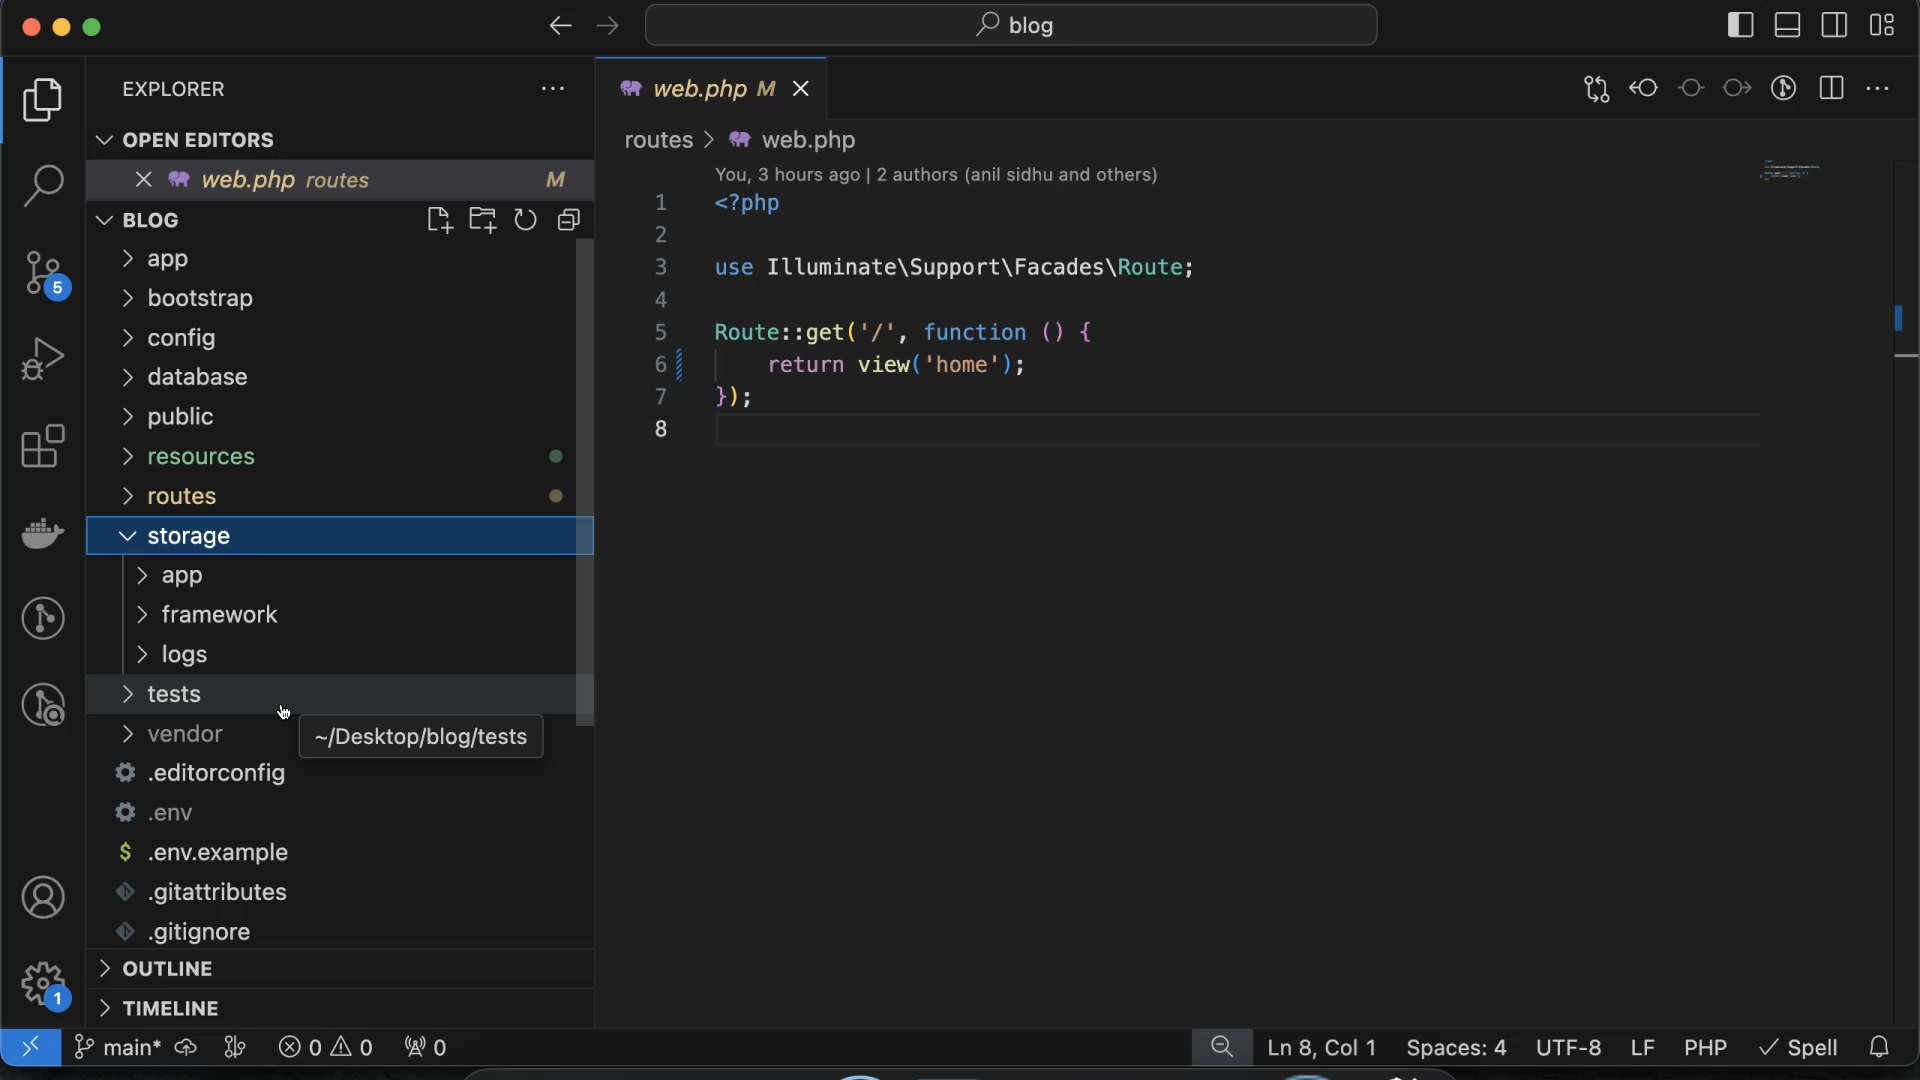 blog
EXPLORER
OPEN EDITORS
web.php routes M
BLOG
app
bootstrap
config
database
public
resources
routes
storage
app
framework
logs
tests
vendor
~/Desktop/blog/tests
.editorconfig
.env
$ .env.example
.gitattributes
.gitignore
OUTLINE
TIMELINE
5
1
web.php M
routes > web.php
You, 3 hours ago | 2 authors (anil sidhu and others)
1 <?php
2
3 use Illuminate\Support\Facades\Route;
4
5 Route::get('/', function () {
6 return view('home');
7 });
8
main* 0 0 0 Ln 8, Col 1 Spaces: 4 UTF-8 LF PHP Spell